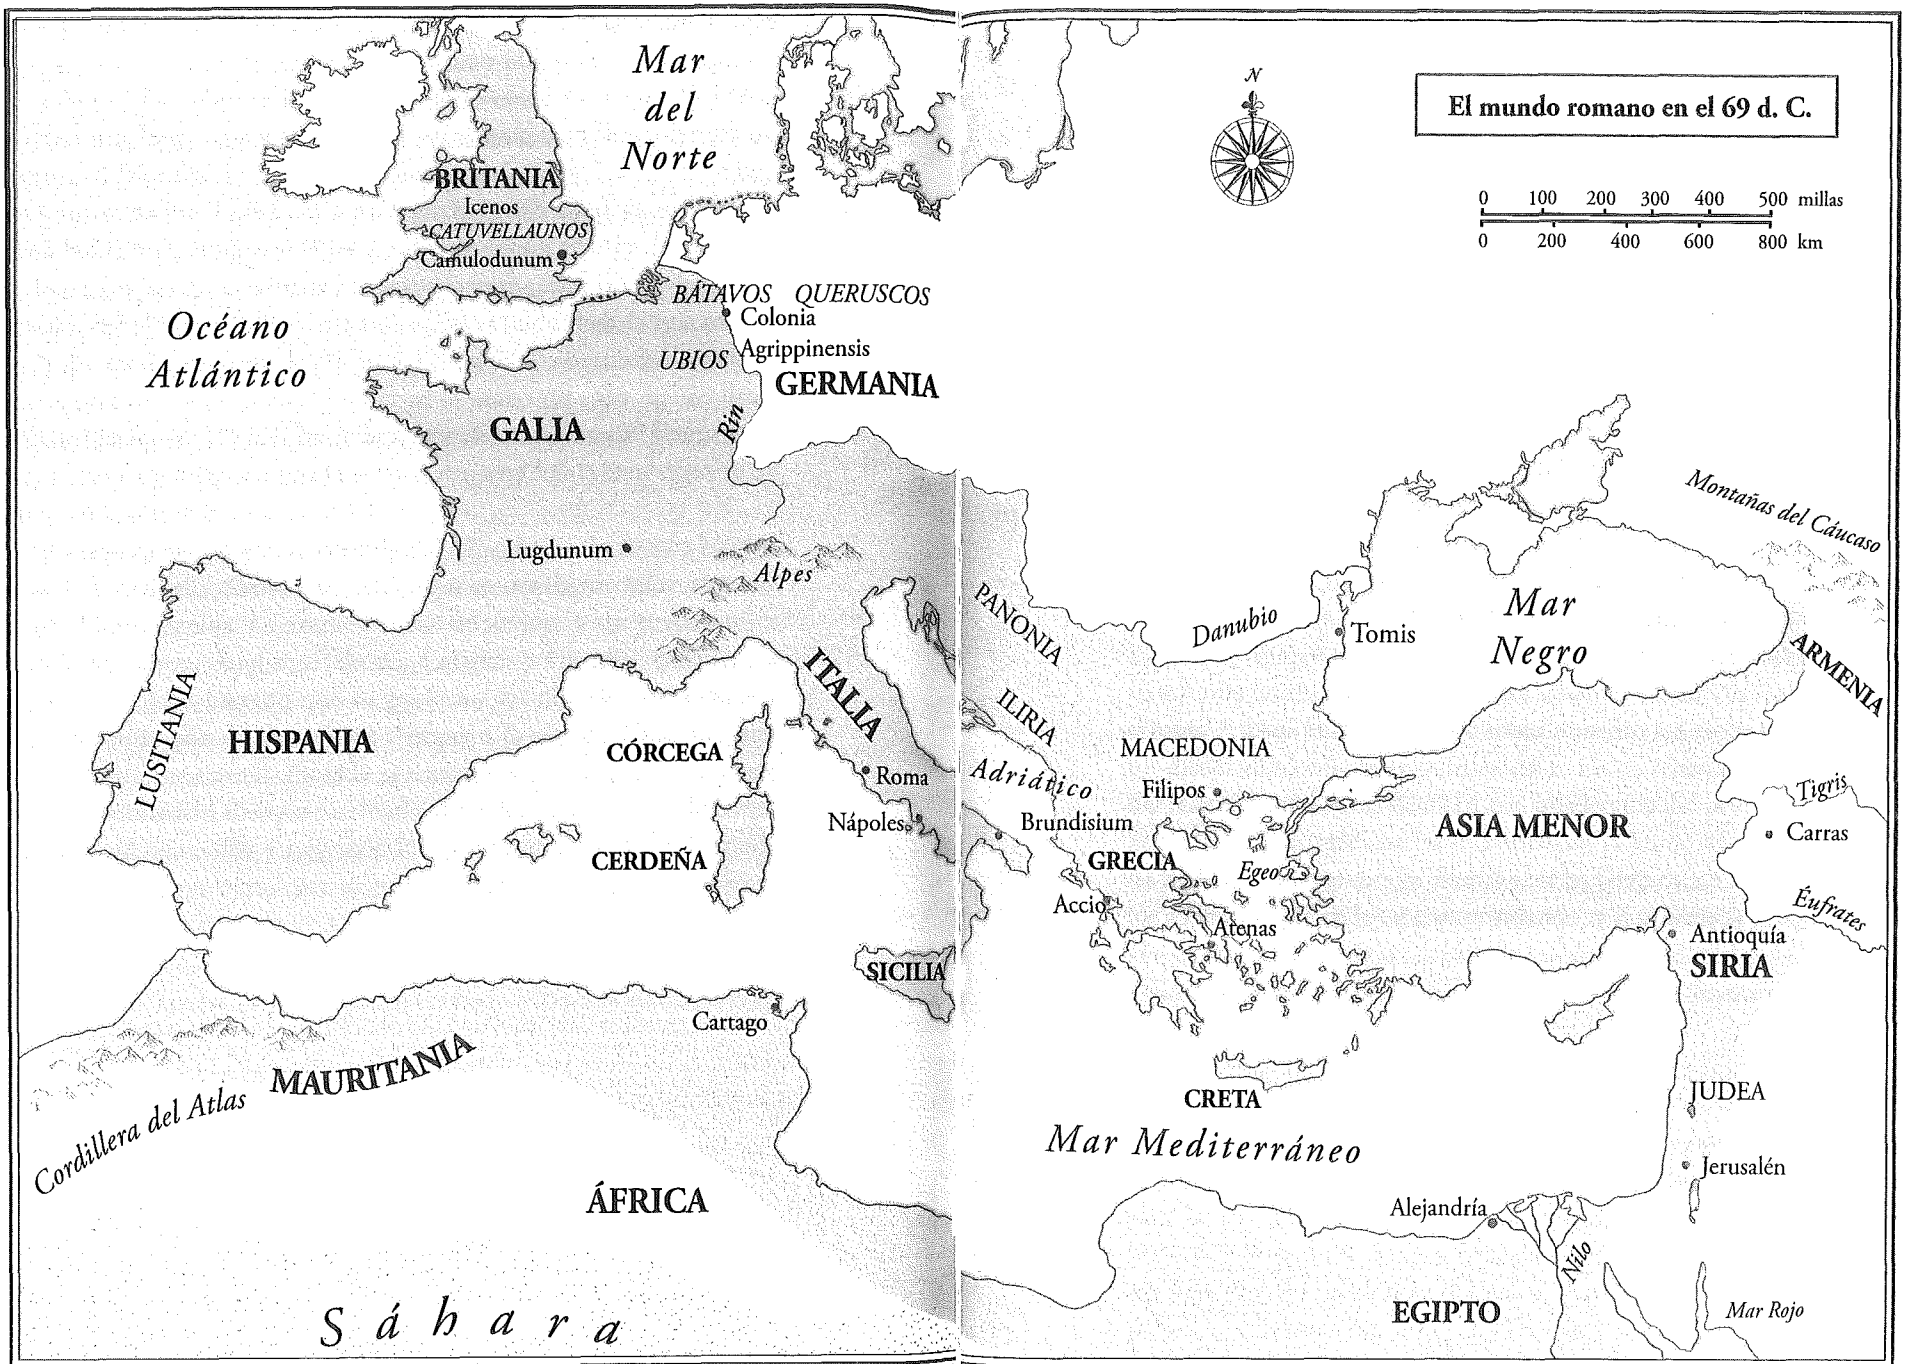 Mar
del
Norte
N
El mundo romano en el 69 d. C.
0 100 200 300 400 500 millas
0 200 400 600 800 km
BRITANIA
Icenos
CATUVELLAUNOS
Camulodunum
BÁTAVOS QUERUSCOS
Colonia
Agrippinensis
UBIOS
GERMANIA
Océano
Atlántico
GALIA
Rin
Lugdunum
Alpes
Montañas del Cáucaso
Mar
Negro
PANONIA
Danubio
Tomis
ARMENIA
LUSITANIA
HISPANIA
ITALIA
ILIRIA
CÓRCEGA
MACEDONIA
Roma
Adriático
Filipos
Tigris
Nápoles
Brundisium
ASIA MENOR
Carras
CERDEÑA
GRECIA
Egeo
Accio
Éufrates
Atenas
Antioquía
SIRIA
SICILIA
Cartago
MAURITANIA
Cordillera del Atlas
CRETA
JUDEA
Mar Mediterráneo
Jerusalén
ÁFRICA
Alejandría
Nilo
Sáhara
EGIPTO
Mar Rojo